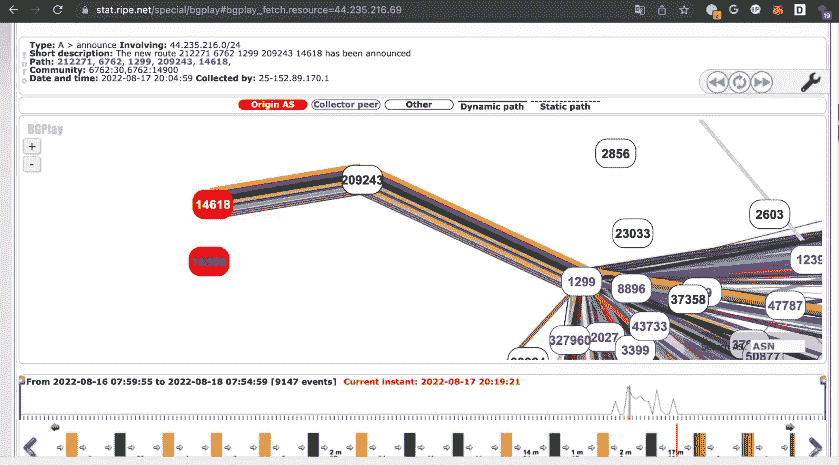 stat.ripe.net/special/bgplay#bgplay_fetch.resource=44.235.216.69
Type: A > announce Involving: 44.235.216.0/24
Short description: The new route 212271 6762 1299 209243 14618 has been announced
Path: 212271, 6762, 1299, 209243, 14618,
Community: 6762:30,6762:14900
Date and time: 2022-08-17 20:04:59 Collected by: 25-152.89.170.1
Origin AS Collector peer Other Dynamic path Static path
BGPlay
+
-
2856
209243
14618
2603
23033
1299
8896
37358
47787
43733
327960
2027
3399
ASN
50877
From 2022-08-16 07:59:55 to 2022-08-18 07:54:59 [9147 events] Current instant: 2022-08-17 20:19:21
2 m 14 m 1 m 2 m 17 m